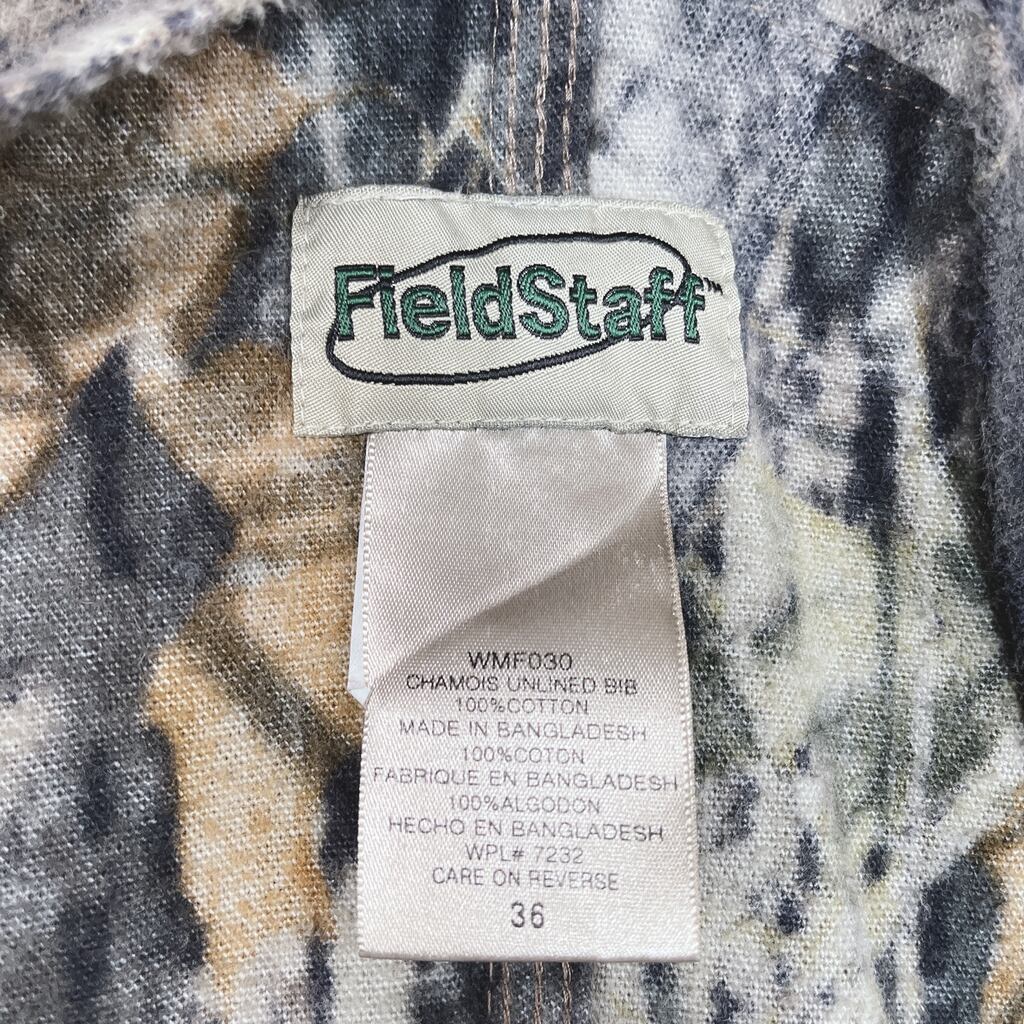 FieldStaff™
WMF030
CHAMOIS UNLINED BIB
100%COTTON
MADE IN BANGLADESH
100%COTON
FABRIQUE EN BANGLADESH
100%ALGODON
HECHO EN BANGLADESH
WPL# 7232
CARE ON REVERSE
36